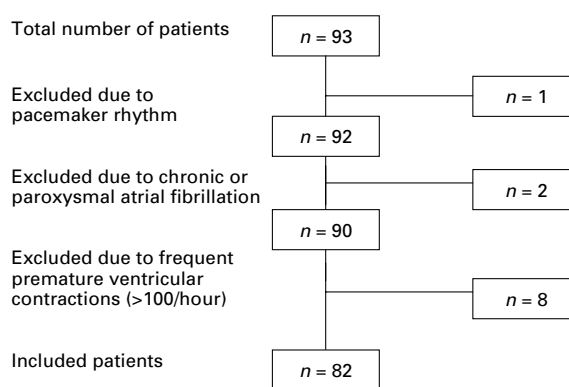 Total number of patients
n = 93
Excluded due to
pacemaker rhythm
n = 1
n = 92
Excluded due to chronic or
paroxysmal atrial fibrillation
n = 2
n = 90
Excluded due to frequent
premature ventricular
contractions (>100/hour)
n = 8
Included patients
n = 82